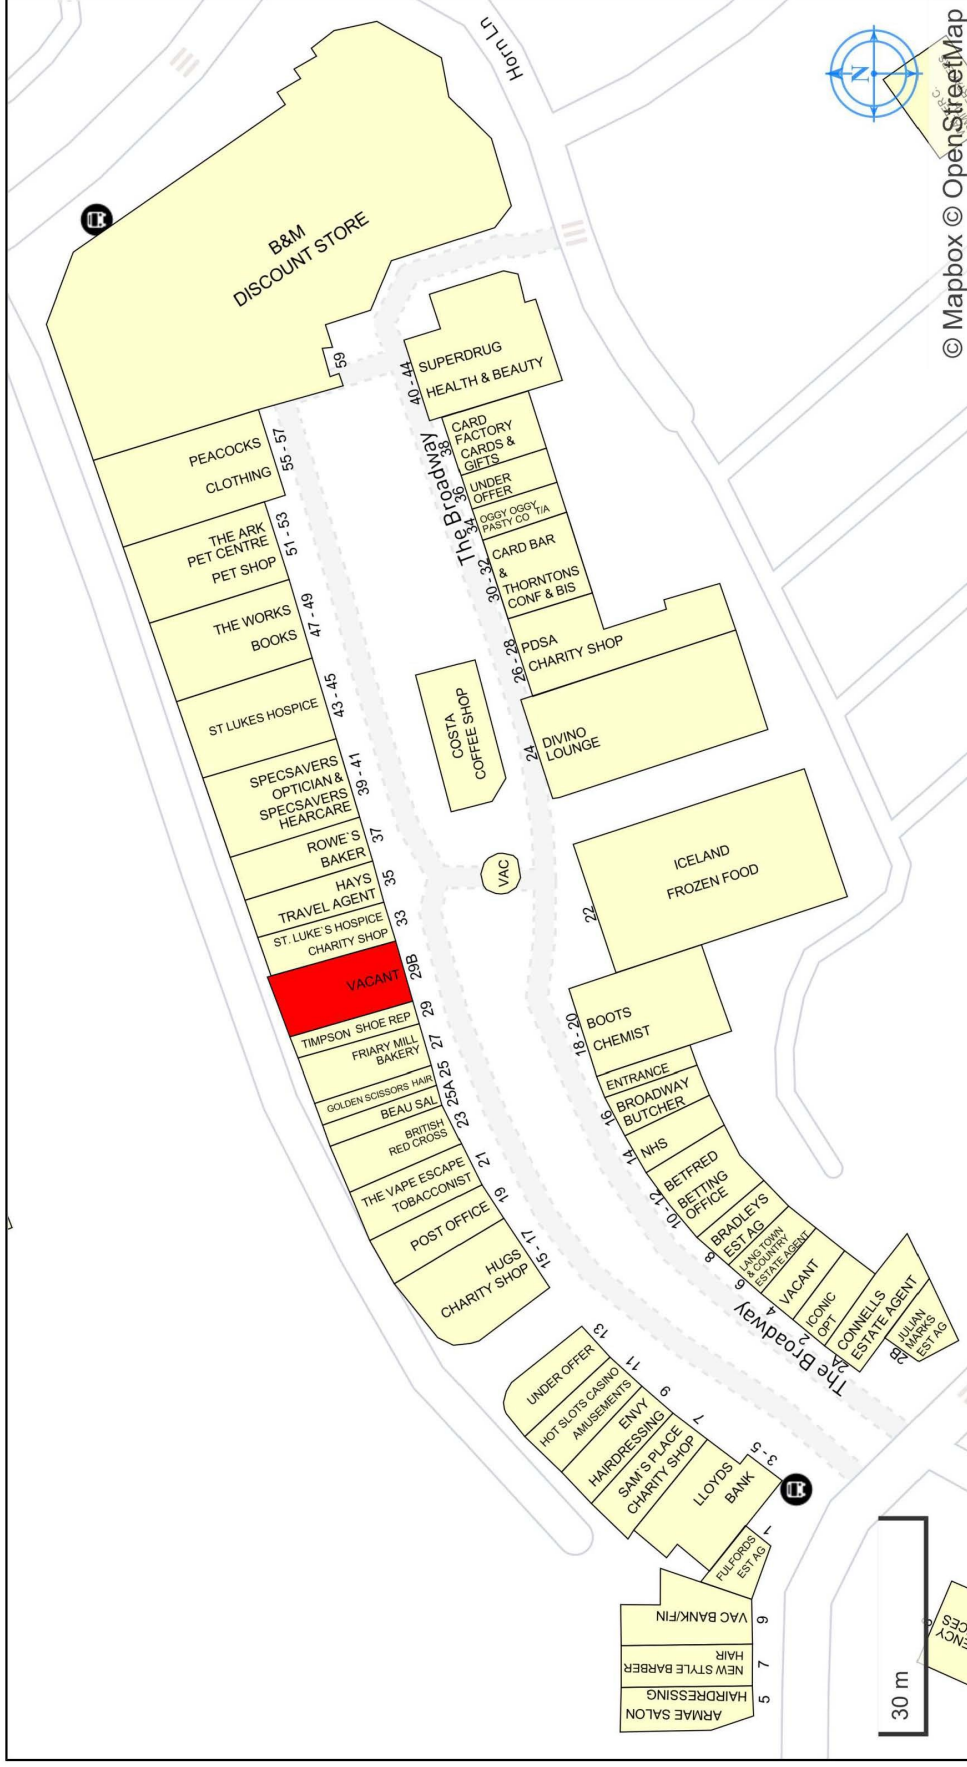 Horn Ln
N
B&M
DISCOUNT STORE
59
PEACOCKS
CLOTHING
55 - 57
THE ARK
PET CENTRE
PET SHOP
51 - 53
THE WORKS
BOOKS
47 - 49
ST LUKES HOSPICE
43 - 45
SPECSAVERS
OPTICIAN &
SPECSAVERS
HEARCARE
39 - 41
ROWE`S
BAKER
37
HAYS
TRAVEL AGENT
35
ST. LUKE`S HOSPICE
CHARITY SHOP
33
VACANT
29B
TIMPSON SHOE REP
29
FRIARY MILL
BAKERY
27
GOLDEN SCISSORS HAIR
25
BEAU SAL
25A
BRITISH
RED CROSS
23
THE VAPE ESCAPE
TOBACCONIST
21
POST OFFICE
19
HUGS
CHARITY SHOP
15 - 17
UNDER OFFER
13
HOT SLOTS CASINO
AMUSEMENTS
11
ENVY
HAIRDRESSING
9
SAM`S PLACE
CHARITY SHOP
7
LLOYDS
BANK
3 - 5
FULFORDS
EST AG
1
VAC BANK/FIN
9
NEW STYLE BARBER
HAIR
7
ARMAE SALON
HAIRDRESSING
5
SUPERDRUG
HEALTH & BEAUTY
40 - 44
The Broadway
CARD
FACTORY
CARDS &
GIFTS
38
UNDER
OFFER
36
OGGY OGGY
PASTY CO T/A
34
CARD BAR
&
THORNTONS
CONF & BIS
30 - 32
PDSA
CHARITY SHOP
26 - 28
DIVINO
LOUNGE
24
COSTA
COFFEE SHOP
VAC
ICELAND
FROZEN FOOD
22
BOOTS
CHEMIST
18 - 20
ENTRANCE
BROADWAY
BUTCHER
16
NHS
14
BETFRED
BETTING
OFFICE
10 - 12
BRADLEYS
EST AG
8
LANG TOWN
& COUNTRY
ESTATE AGENT
6
VACANT
4
ICONIC
OPT
2
CONNELLS
ESTATE AGENT
2A
JULIAN
MARKS
EST AG
2B
The Broadway
30 m
© Mapbox © OpenStreetMap